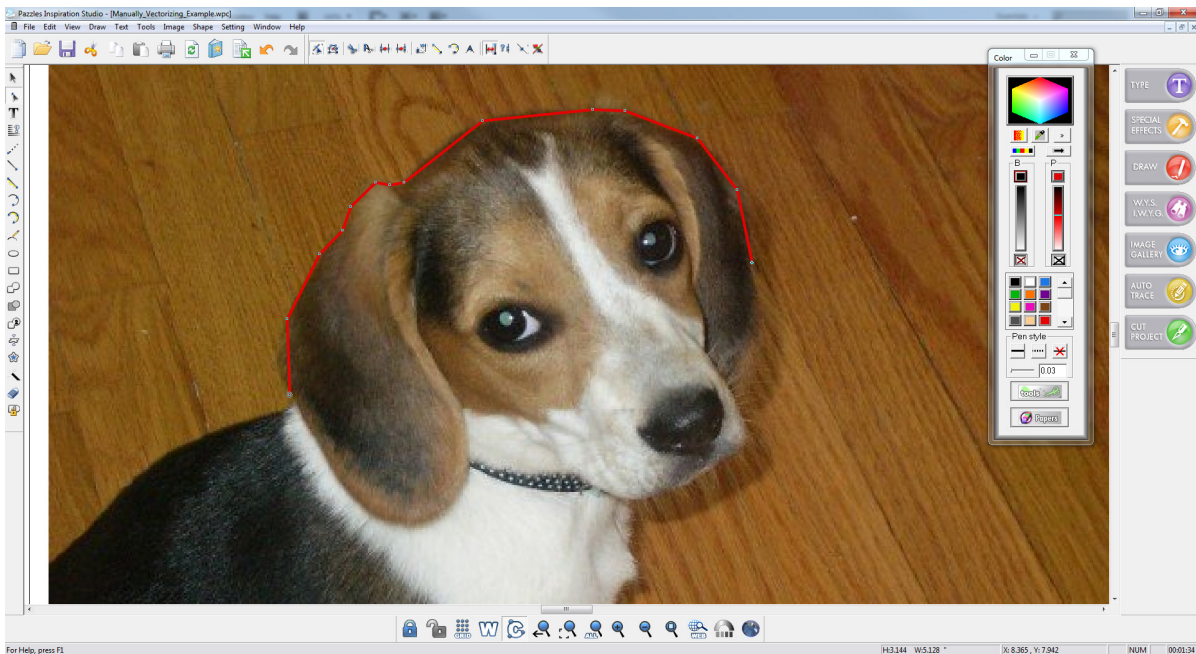 Pazzles Inspiration Studio - [Manually_Vectorizing_Example.wpc]
File Edit View Draw Text Tools Image Shape Setting Window Help
Color
B P
Pen style
0.03
tools
Papers
TYPE
SPECIAL
EFFECTS
DRAW
W.Y.S.
I.W.Y.G.
IMAGE
GALLERY
AUTO
TRACE
CUT
PROJECT
For Help, press F1
H:3.144 W:5.128 "
X: 8.365 , Y: 7.942
NUM
00:01:34